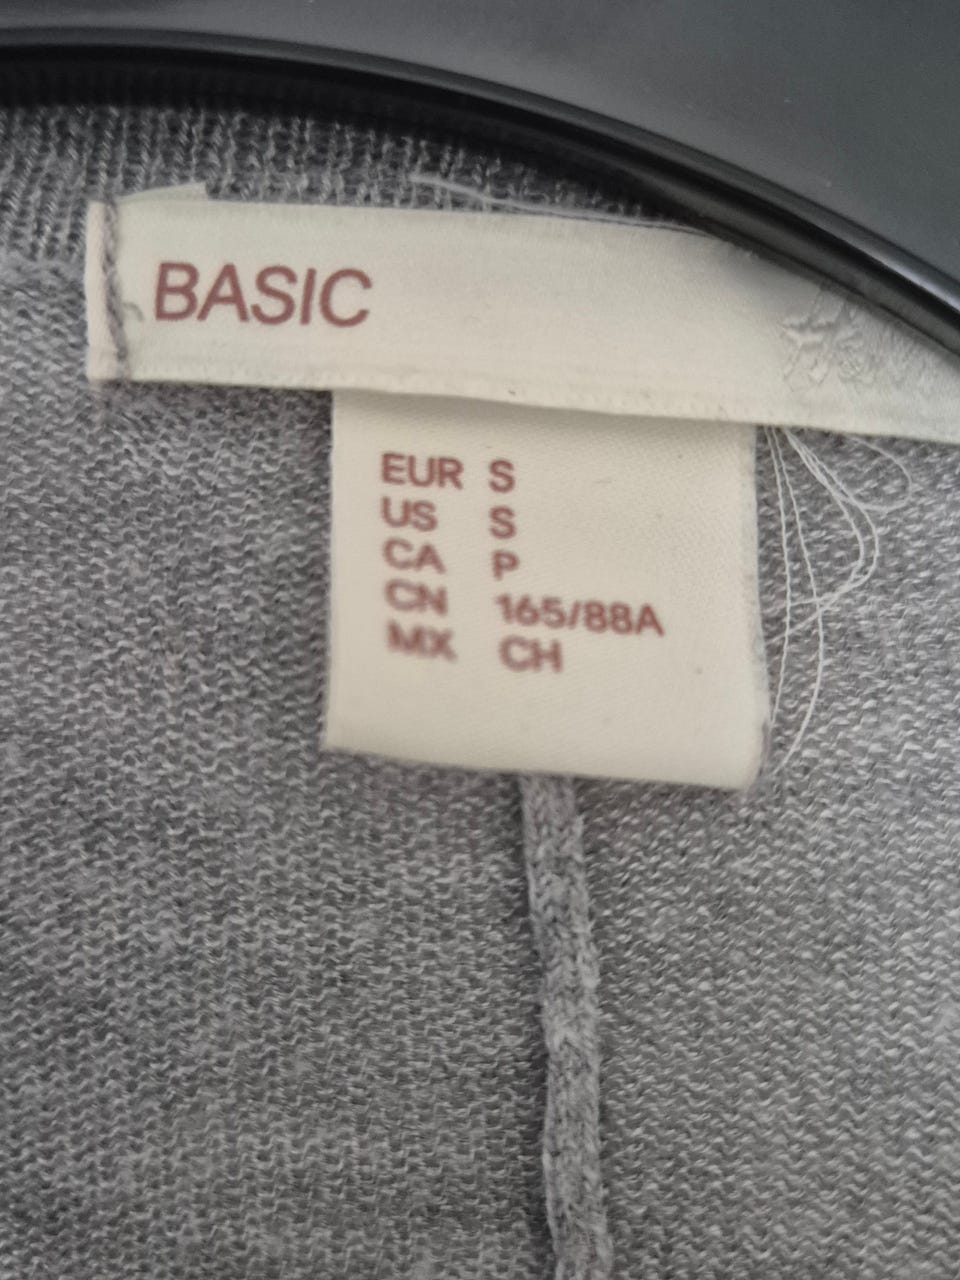 BASIC
EUR S
US S
CA P
CN 165/88A
MX CH